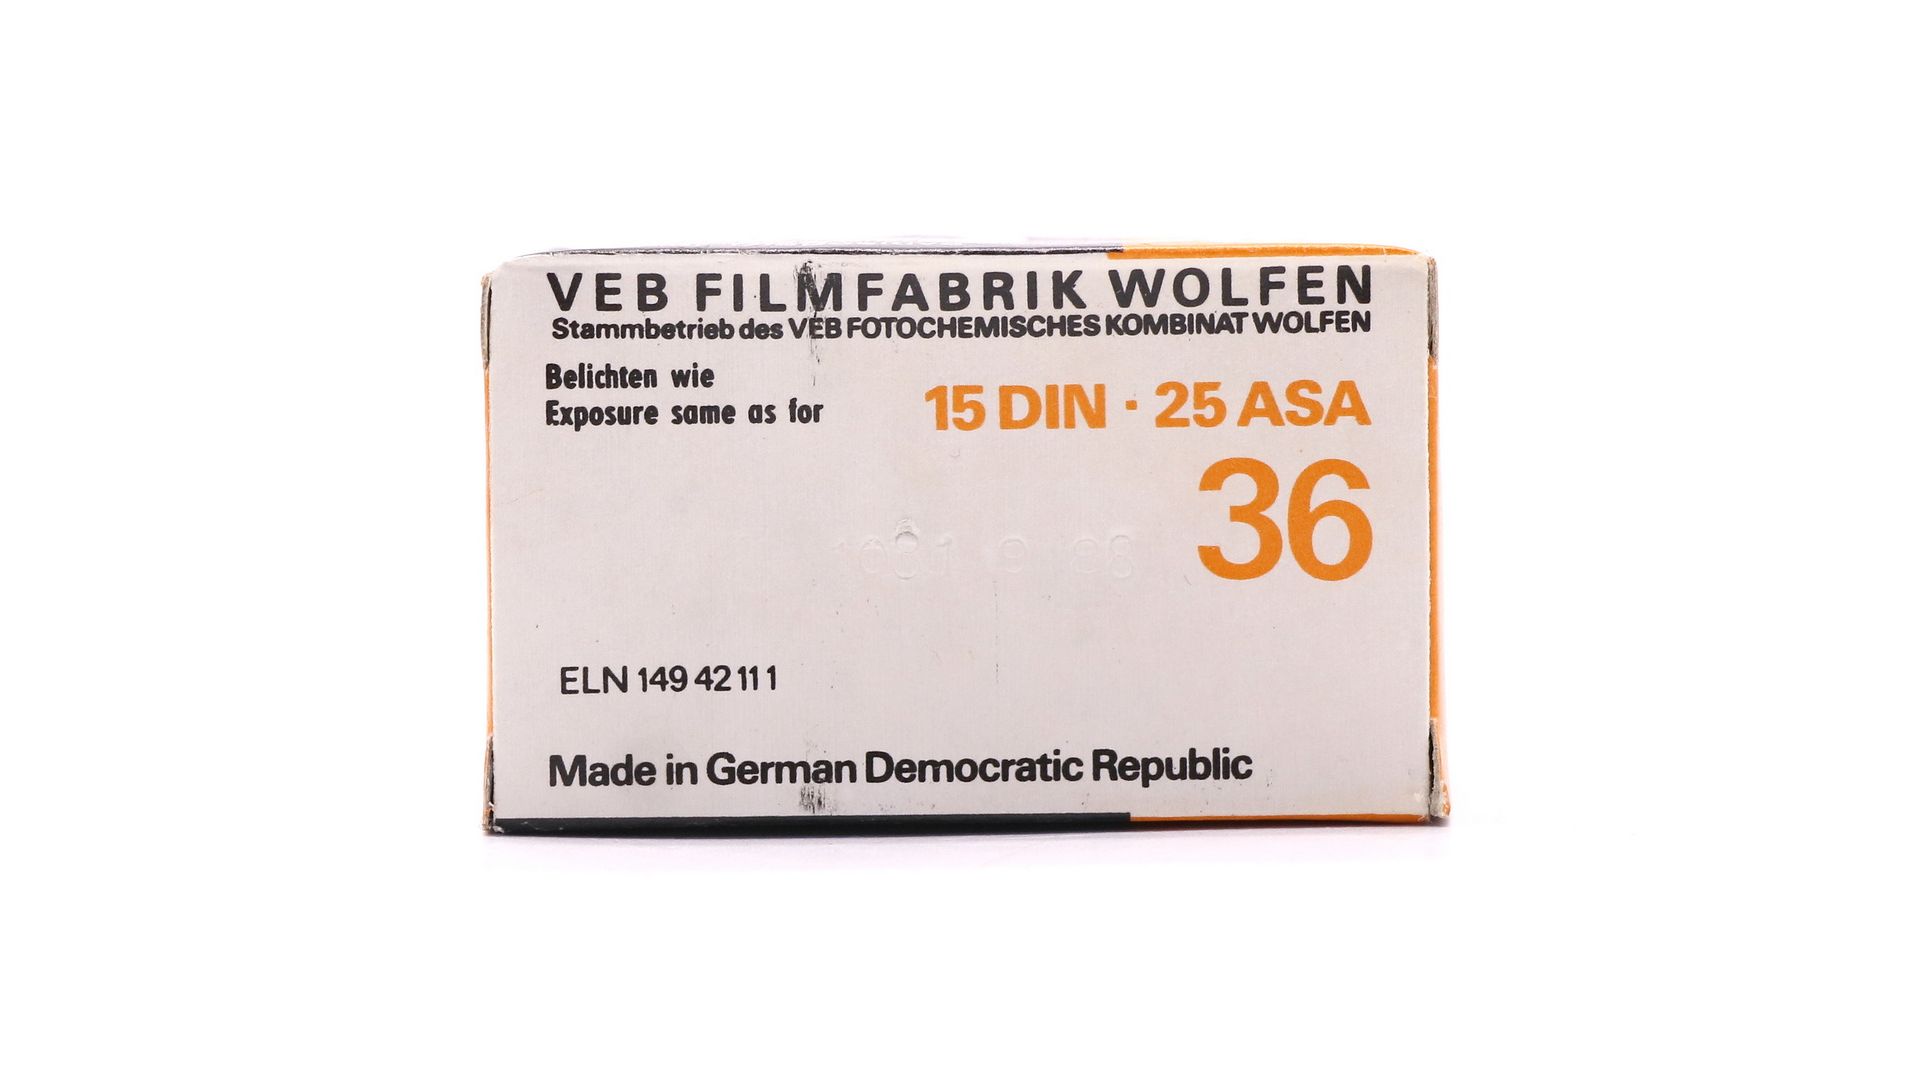 VEB FILMFABRIK WOLFEN
Stammbetrieb des VEB FOTOCHEMISCHES KOMBINAT WOLFEN
Belichten wie
Exposure same as for
15 DIN · 25 ASA
36
ELN 149 42 11 1
Made in German Democratic Republic